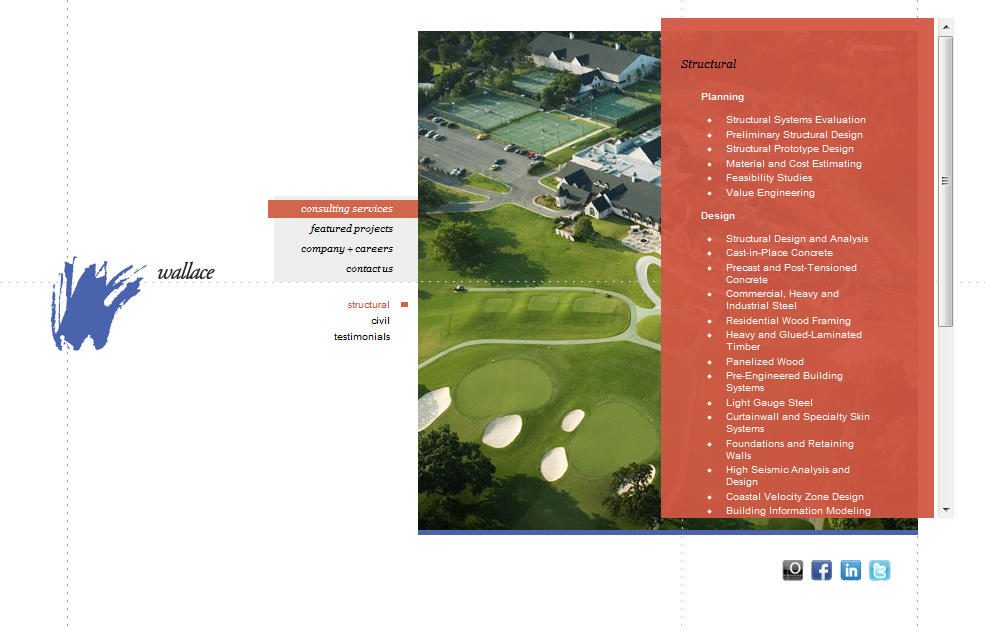 consulting services
featured projects
company + careers
contact us
wallace
structural
civil
testimonials
Structural
Planning
Structural Systems Evaluation
Preliminary Structural Design
Structural Prototype Design
Material and Cost Estimating
Feasibility Studies
Value Engineering
Design
Structural Design and Analysis
Cast-in-Place Concrete
Precast and Post-Tensioned
Concrete
Commercial, Heavy and
Industrial Steel
Residential Wood Framing
Heavy and Glued-Laminated
Timber
Panelized Wood
Pre-Engineered Building
Systems
Light Gauge Steel
Curtainwall and Specialty Skin
Systems
Foundations and Retaining
Walls
High Seismic Analysis and
Design
Coastal Velocity Zone Design
Building Information Modeling